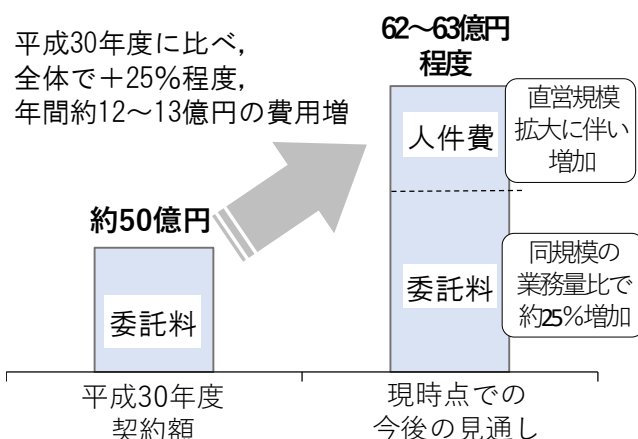 平成30年度に比べ，
全体で＋25％程度，
年間約12～13億円の費用増
62～63億円
程度
人件費
直営規模
拡大に伴い
増加
約50億円
委託料
委託料
同規模の
業務量比で
約25％増加
平成30年度
契約額
現時点での
今後の見通し